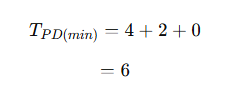 T_{PD(min)} = 4 + 2 + 0
= 6